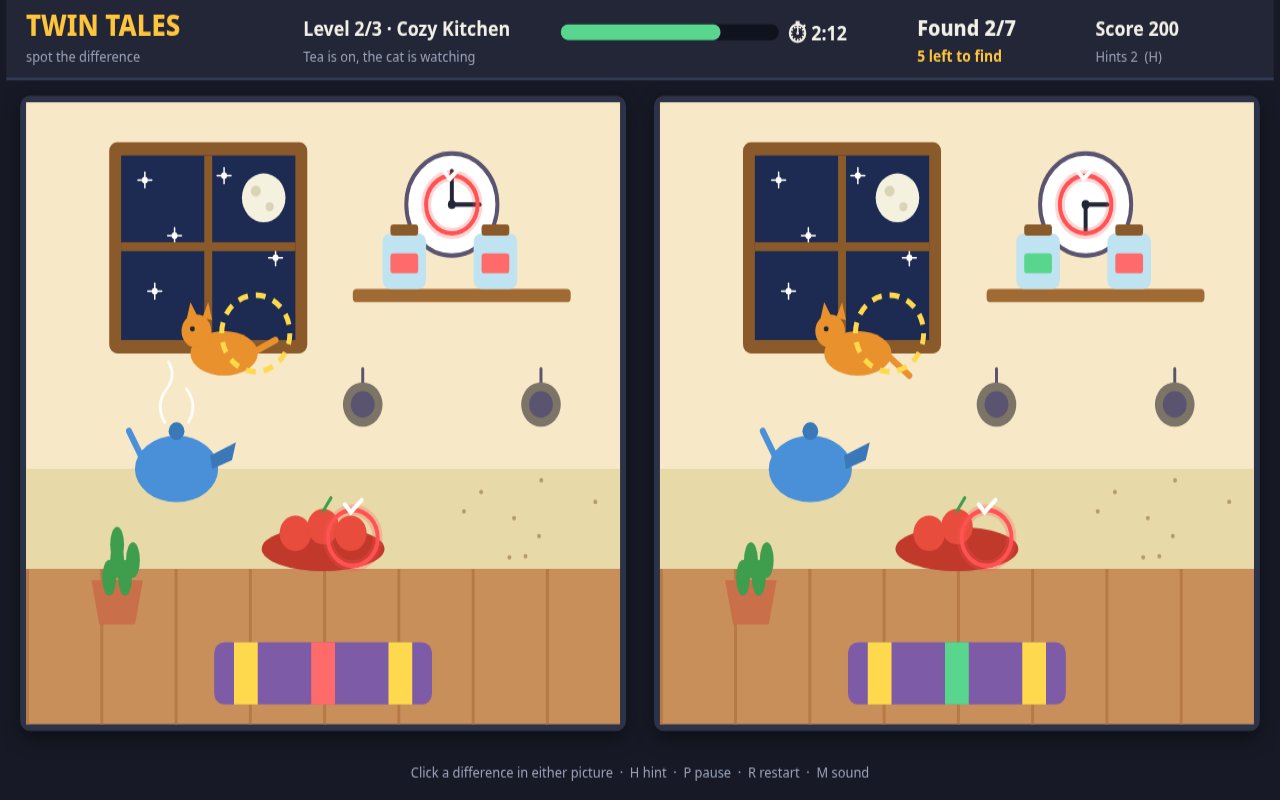 TWIN TALES
spot the difference
Level 2/3 · Cozy Kitchen
Tea is on, the cat is watching
⏱ 2:12
Found 2/7
5 left to find
Score 200
Hints 2 (H)
Click a difference in either picture · H hint · P pause · R restart · M sound